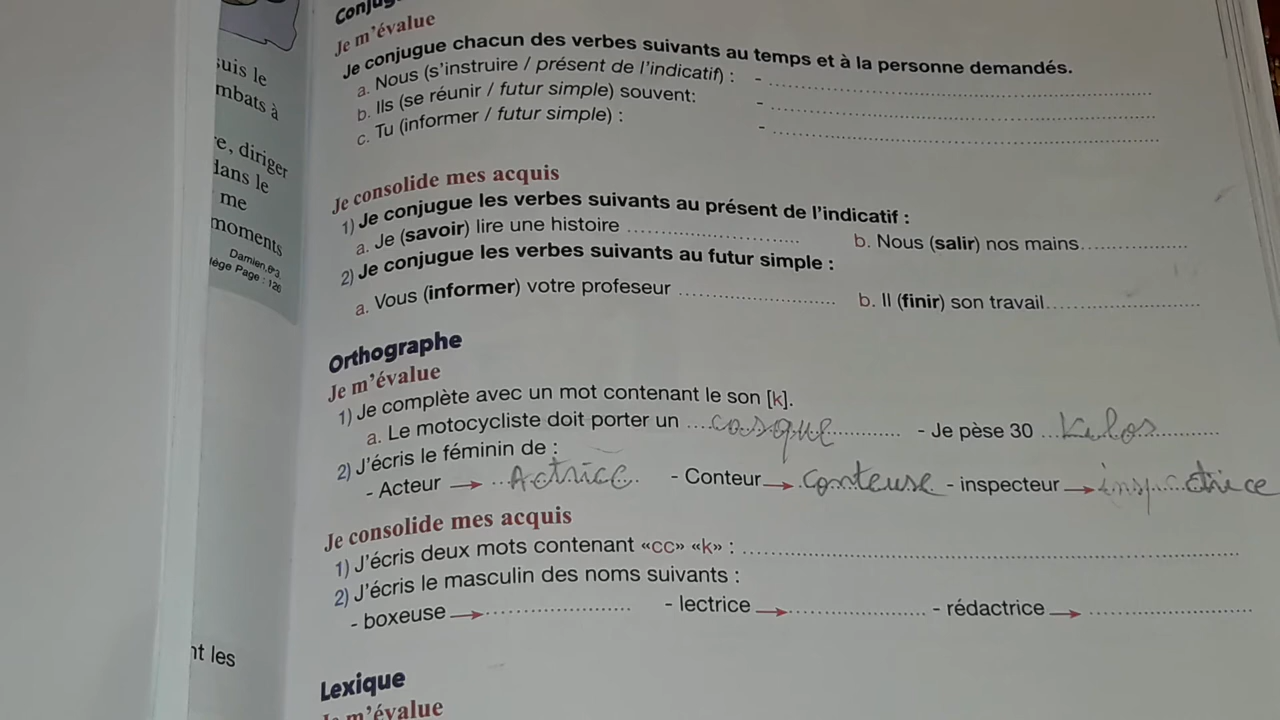 Je m'évalue
Je conjugue chacun des verbes suivants au temps et à la personne demandés.
a. Nous (s'instruire / présent de l'indicatif) : - ........................
b. Ils (se réunir / futur simple) souvent: - ........................
c. Tu (informer / futur simple) : - ........................
Je consolide mes acquis
1) Je conjugue les verbes suivants au présent de l'indicatif :
a. Je (savoir) lire une histoire ........................ b. Nous (salir) nos mains................
2) Je conjugue les verbes suivants au futur simple :
a. Vous (informer) votre profeseur ........................ b. Il (finir) son travail........................
Orthographe
Je m'évalue
1) Je complète avec un mot contenant le son [k].
a. Le motocycliste doit porter un ...casque........... - Je pèse 30 ...Kilos..........
2) J'écris le féminin de :
- Acteur → ..Actrice. - Conteur → conteuse - inspecteur → inspectrice
Je consolide mes acquis
1) J'écris deux mots contenant «cc» «k» : ........................
2) J'écris le masculin des noms suivants :
- boxeuse → ........................ - lectrice → ........................ - rédactrice → ........................
Lexique
Je m'évalue
suis le
mbats à
e, diriger
dans le
me
moments
Damien,
Page : 126
nt les